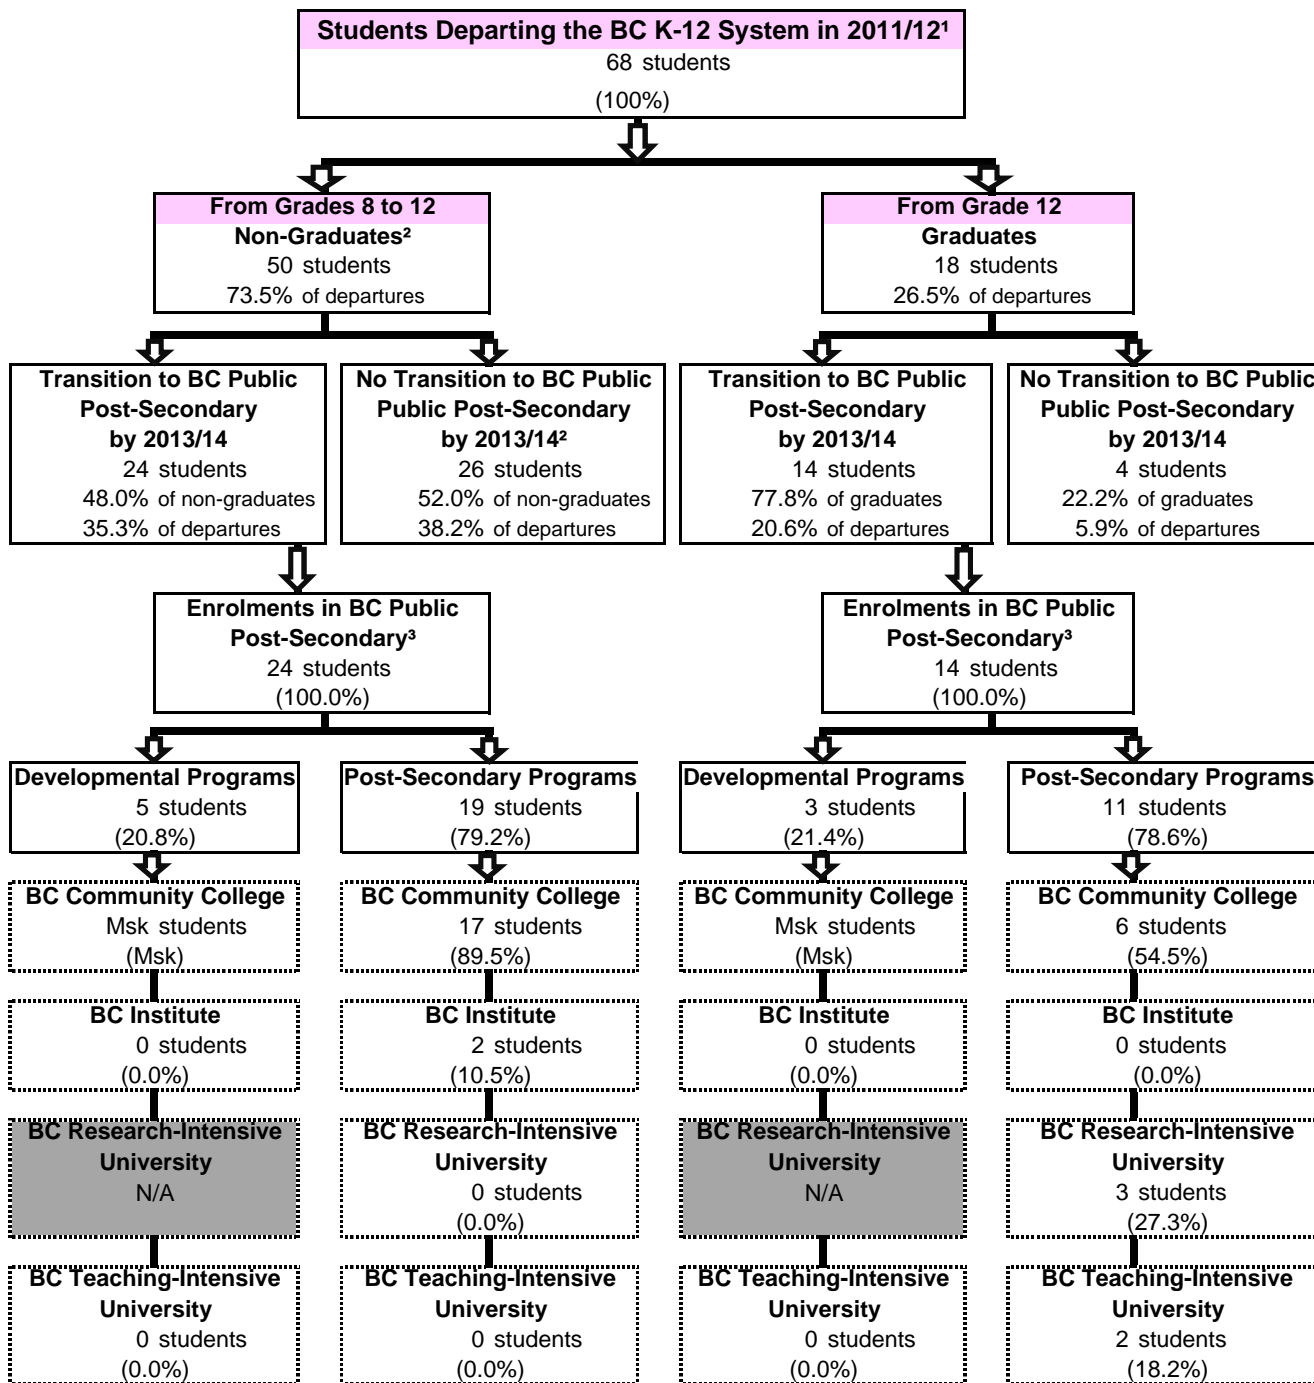 Students Departing the BC K-12 System in 2011/12¹
68 students
(100%)
From Grades 8 to 12
Non-Graduates²
50 students
73.5% of departures
From Grade 12
Graduates
18 students
26.5% of departures
Transition to BC Public
Post-Secondary
by 2013/14
24 students
48.0% of non-graduates
35.3% of departures
No Transition to BC Public
Public Post-Secondary
by 2013/14²
26 students
52.0% of non-graduates
38.2% of departures
Transition to BC Public
Post-Secondary
by 2013/14
14 students
77.8% of graduates
20.6% of departures
No Transition to BC Public
Public Post-Secondary
by 2013/14
4 students
22.2% of graduates
5.9% of departures
Enrolments in BC Public
Post-Secondary³
24 students
(100.0%)
Enrolments in BC Public
Post-Secondary³
14 students
(100.0%)
Developmental Programs
5 students
(20.8%)
Post-Secondary Programs
19 students
(79.2%)
Developmental Programs
3 students
(21.4%)
Post-Secondary Programs
11 students
(78.6%)
BC Community College
Msk students
(Msk)
BC Community College
17 students
(89.5%)
BC Community College
Msk students
(Msk)
BC Community College
6 students
(54.5%)
BC Institute
0 students
(0.0%)
BC Institute
2 students
(10.5%)
BC Institute
0 students
(0.0%)
BC Institute
0 students
(0.0%)
BC Research-Intensive
University
N/A
BC Research-Intensive
University
0 students
(0.0%)
BC Research-Intensive
University
N/A
BC Research-Intensive
University
3 students
(27.3%)
BC Teaching-Intensive
University
0 students
(0.0%)
BC Teaching-Intensive
University
0 students
(0.0%)
BC Teaching-Intensive
University
0 students
(0.0%)
BC Teaching-Intensive
University
2 students
(18.2%)